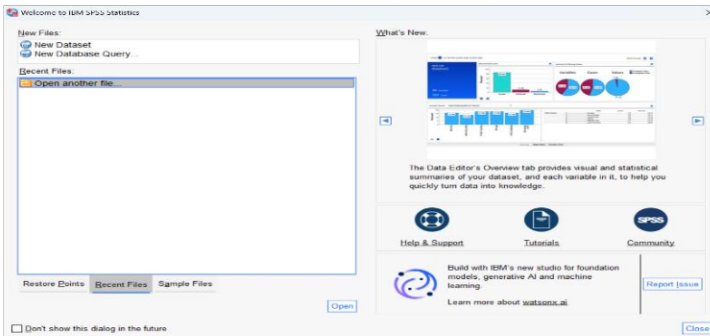 Welcome to IBM SPSS Statistics
New Files:
New Dataset
New Database Query...
Recent Files:
Open another file...
Restore Points
Recent Files
Sample Files
Open
Don't show this dialog in the future
What's New:
The Data Editor's Overview tab provides visual and statistical
summaries of your dataset, and each variable in it, to help you
quickly turn data into knowledge.
SPSS
Help & Support
Tutorials
Community
Build with IBM's new studio for foundation
models, generative AI and machine
learning.
Learn more about watsonx.ai
Report Issue
Close